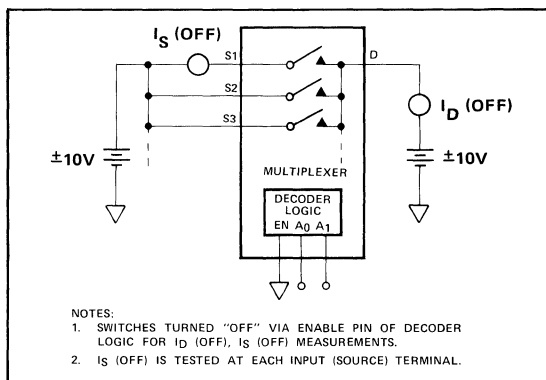 IS (OFF)
S1
D
S2
ID (OFF)
S3
±10V
±10V
MULTIPLEXER
DECODER
LOGIC
EN A0 A1
NOTES:
1. SWITCHES TURNED "OFF" VIA ENABLE PIN OF DECODER
LOGIC FOR ID (OFF), IS (OFF) MEASUREMENTS.
2. IS (OFF) IS TESTED AT EACH INPUT (SOURCE) TERMINAL.